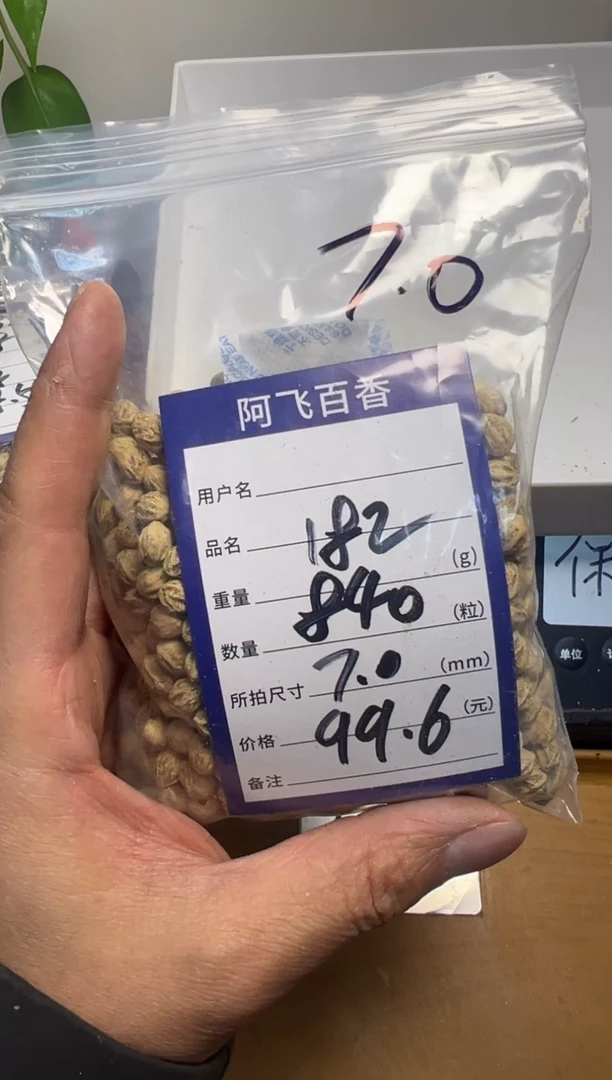 7.0
阿飞百香
用户名
品名
182 (g)
重量
840 (粒)
数量
7.0 (mm)
所拍尺寸
99.6 (元)
价格
备注
保
单位